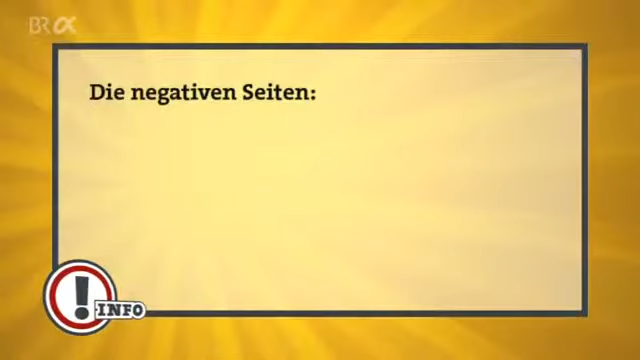 BR α
Die negativen Seiten:
!
INFO